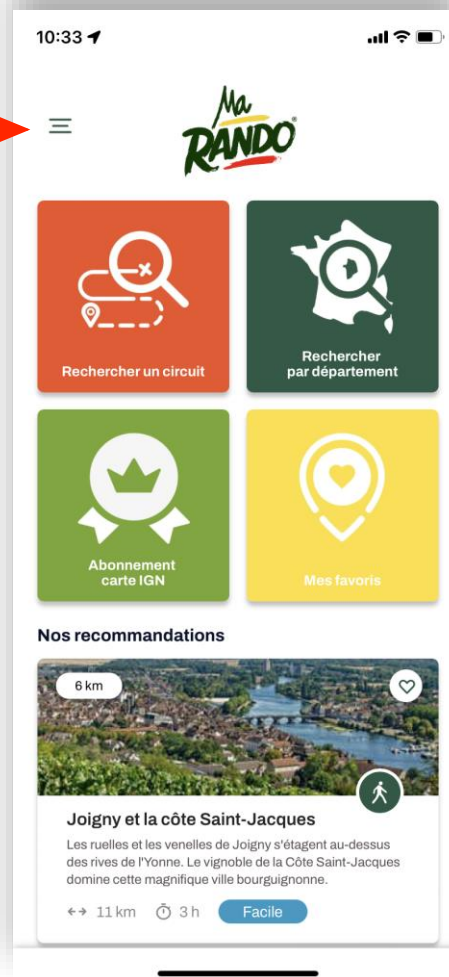 10:33
Ma
RANDO
Rechercher un circuit
Rechercher
par département
Abonnement
carte IGN
Mes favoris
Nos recommandations
6 km
Joigny et la côte Saint-Jacques
Les ruelles et les venelles de Joigny s'étagent au-dessus
des rives de l'Yonne. Le vignoble de la Côte Saint-Jacques
domine cette magnifique ville bourguignonne.
11 km 3 h Facile